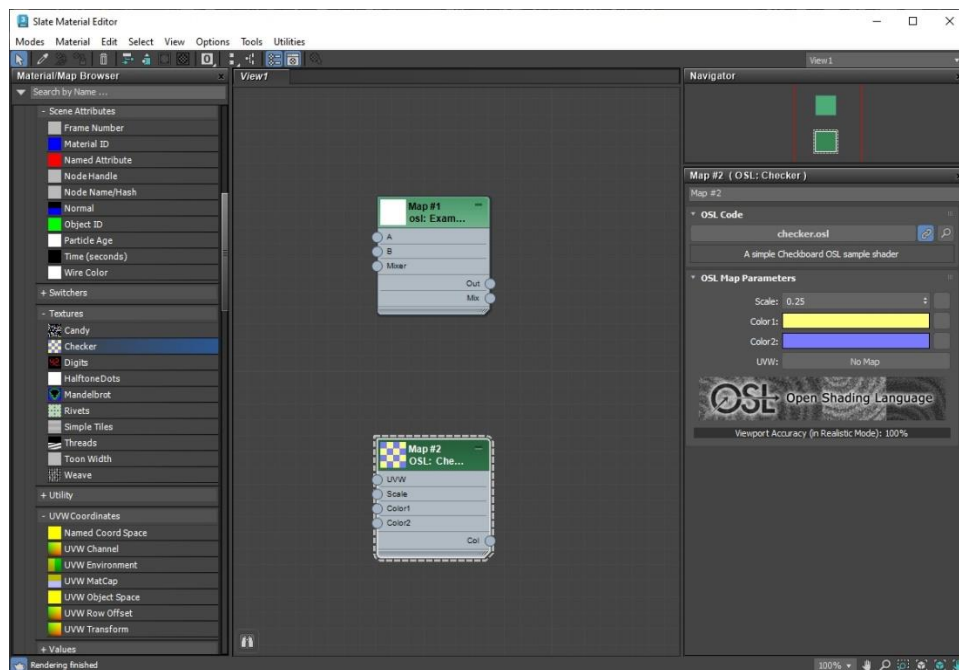 Slate Material Editor
Modes Material Edit Select View Options Tools Utilities
0
View1
Material/Map Browser
Search by Name ...
- Scene Attributes
Frame Number
Material ID
Named Attribute
Node Handle
Node Name/Hash
Normal
Object ID
Particle Age
Time (seconds)
Wire Color
+ Switchers
- Textures
Candy
Checker
Digits
HalftoneDots
Mandelbrot
Rivets
Simple Tiles
Threads
Toon Width
Weave
+ Utility
- UVW Coordinates
Named Coord Space
UVW Channel
UVW Environment
UVW MatCap
UVW Object Space
UVW Row Offset
UVW Transform
+ Values
Rendering finished
View1
Map #1
osl: Exam...
A
B
Mixer
Out
Mix
Map #2
OSL: Che...
UVW
Scale
Color1
Color2
Col
Navigator
Map #2 ( OSL: Checker )
Map #2
OSL Code
checker.osl
A simple Checkboard OSL sample shader
OSL Map Parameters
Scale: 0.25
Color1:
Color2:
UVW: No Map
OSL Open Shading Language
Viewport Accuracy (in Realistic Mode): 100%
100%